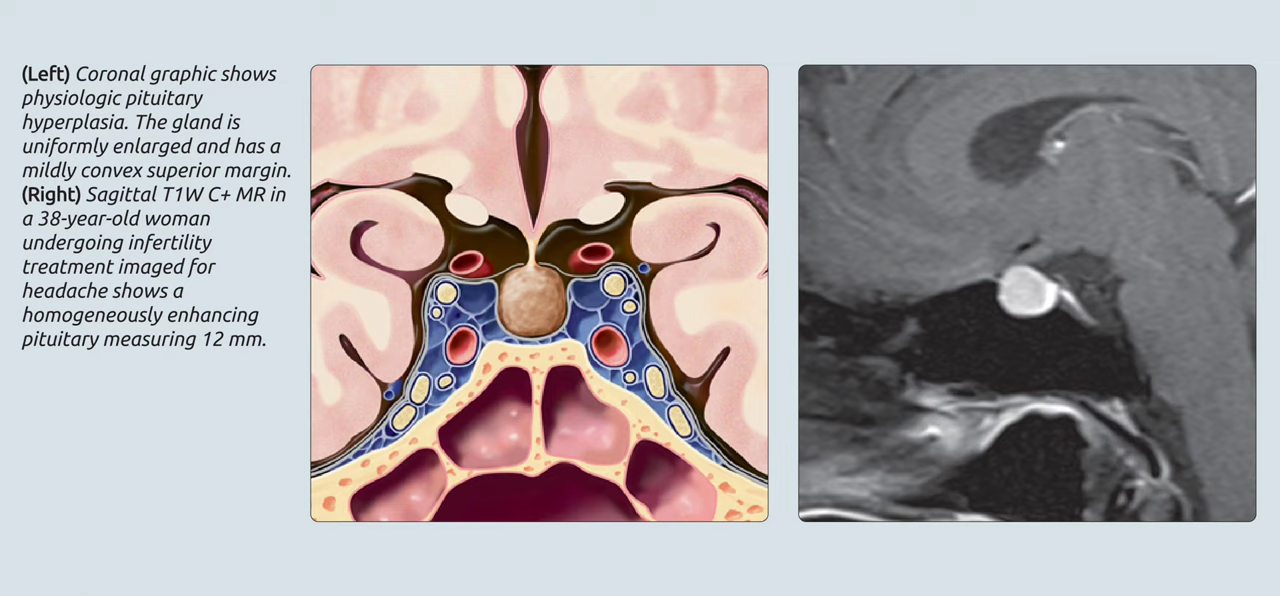 (Left) Coronal graphic shows
physiologic pituitary
hyperplasia. The gland is
uniformly enlarged and has a
mildly convex superior margin.
(Right) Sagittal T1W C+ MR in
a 38-year-old woman
undergoing infertility
treatment imaged for
headache shows a
homogeneously enhancing
pituitary measuring 12 mm.